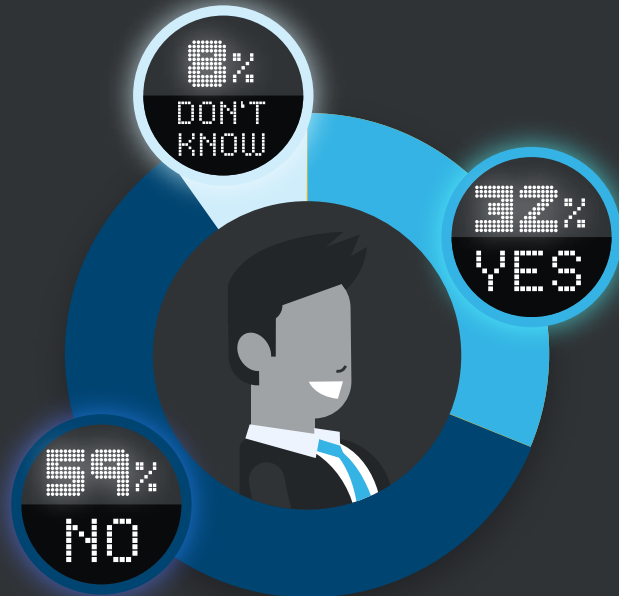 8%
DON'T
KNOW
32%
YES
59%
NO